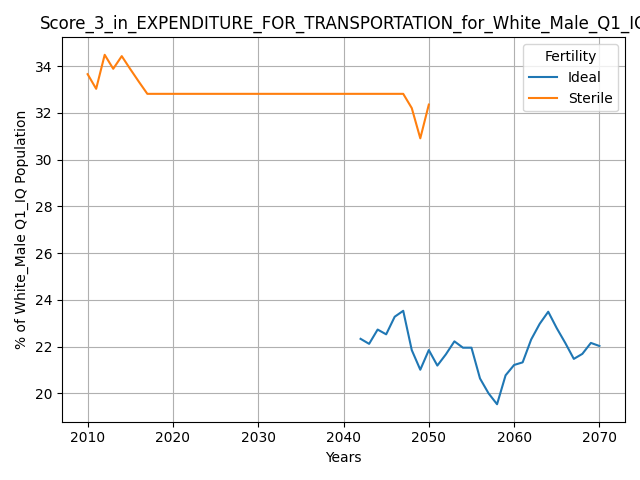 Score_3_in_EXPENDITURE_FOR_TRANSPORTATION_for_White_Male_Q1_IQ
Fertility
Ideal
Sterile
% of White_Male Q1_IQ Population
34
32
30
28
26
24
22
20
2010 2020 2030 2040 2050 2060 2070
Years